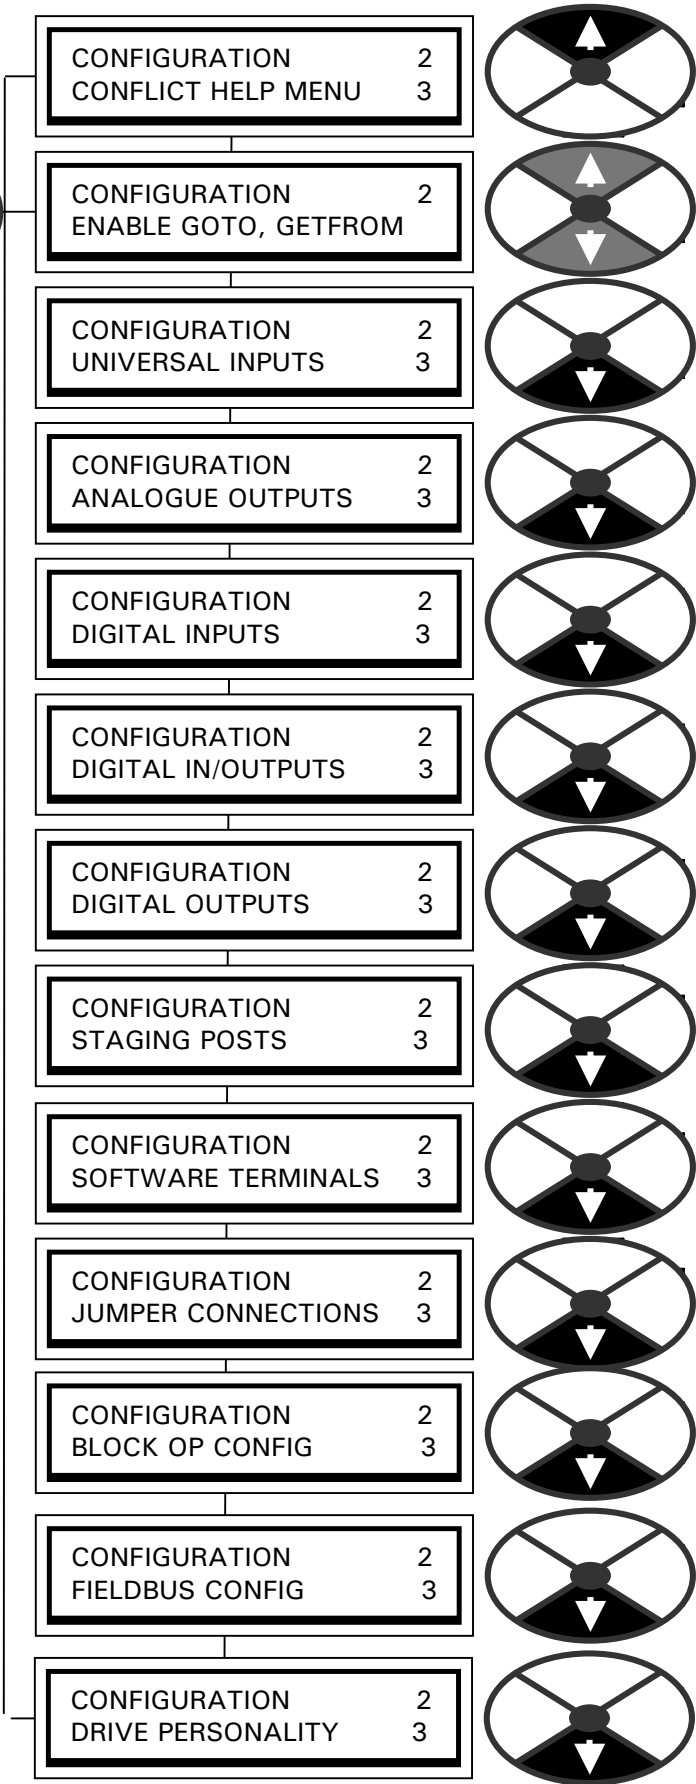 CONFIGURATION 2
CONFLICT HELP MENU 3
CONFIGURATION 2
ENABLE GOTO, GETFROM
CONFIGURATION 2
UNIVERSAL INPUTS 3
CONFIGURATION 2
ANALOGUE OUTPUTS 3
CONFIGURATION 2
DIGITAL INPUTS 3
CONFIGURATION 2
DIGITAL IN/OUTPUTS 3
CONFIGURATION 2
DIGITAL OUTPUTS 3
CONFIGURATION 2
STAGING POSTS 3
CONFIGURATION 2
SOFTWARE TERMINALS 3
CONFIGURATION 2
JUMPER CONNECTIONS 3
CONFIGURATION 2
BLOCK OP CONFIG 3
CONFIGURATION 2
FIELDBUS CONFIG 3
CONFIGURATION 2
DRIVE PERSONALITY 3